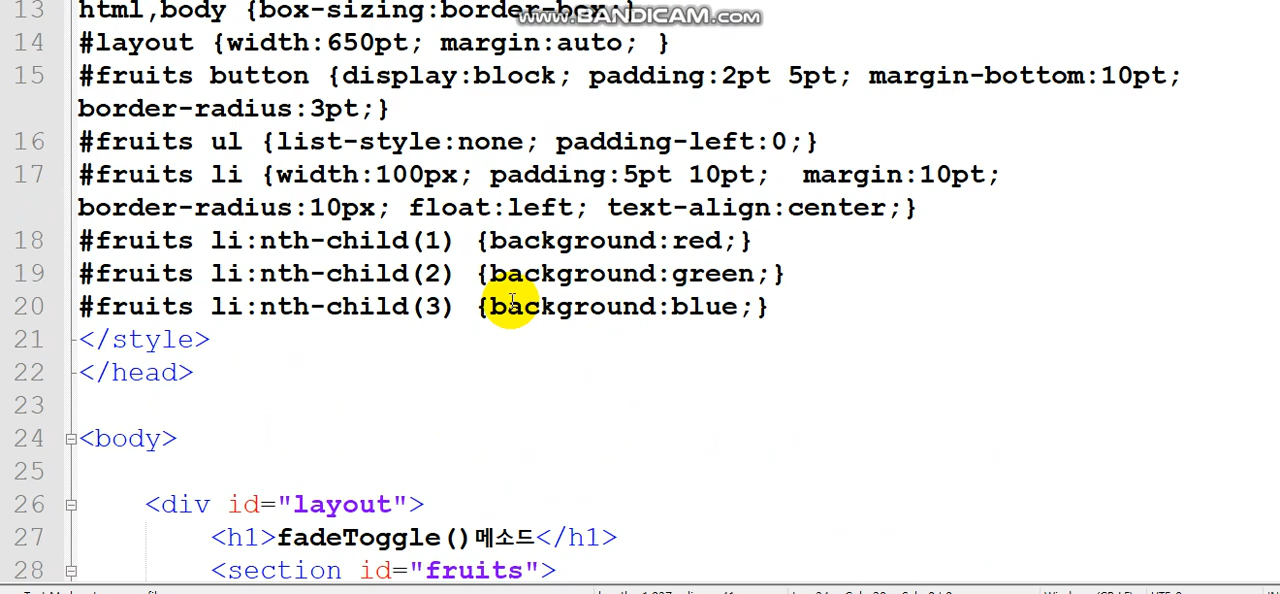 www.BANDICAM.com
13 html,body {box-sizing:border-box;}
14 #layout {width:650pt; margin:auto; }
15 #fruits button {display:block; padding:2pt 5pt; margin-bottom:10pt;
border-radius:3pt;}
16 #fruits ul {list-style:none; padding-left:0;}
17 #fruits li {width:100px; padding:5pt 10pt;  margin:10pt;
border-radius:10px; float:left; text-align:center;}
18 #fruits li:nth-child(1) {background:red;}
19 #fruits li:nth-child(2) {background:green;}
20 #fruits li:nth-child(3) {background:blue;}
21 </style>
22 </head>
23
24 <body>
25
26 <div id="layout">
27 <h1>fadeToggle()메소드</h1>
28 <section id="fruits">